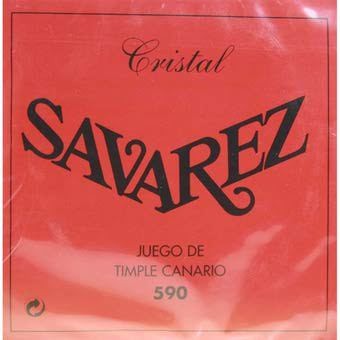 Cristal
SAVAREZ
JUEGO DE
TIMPLE CANARIO
590